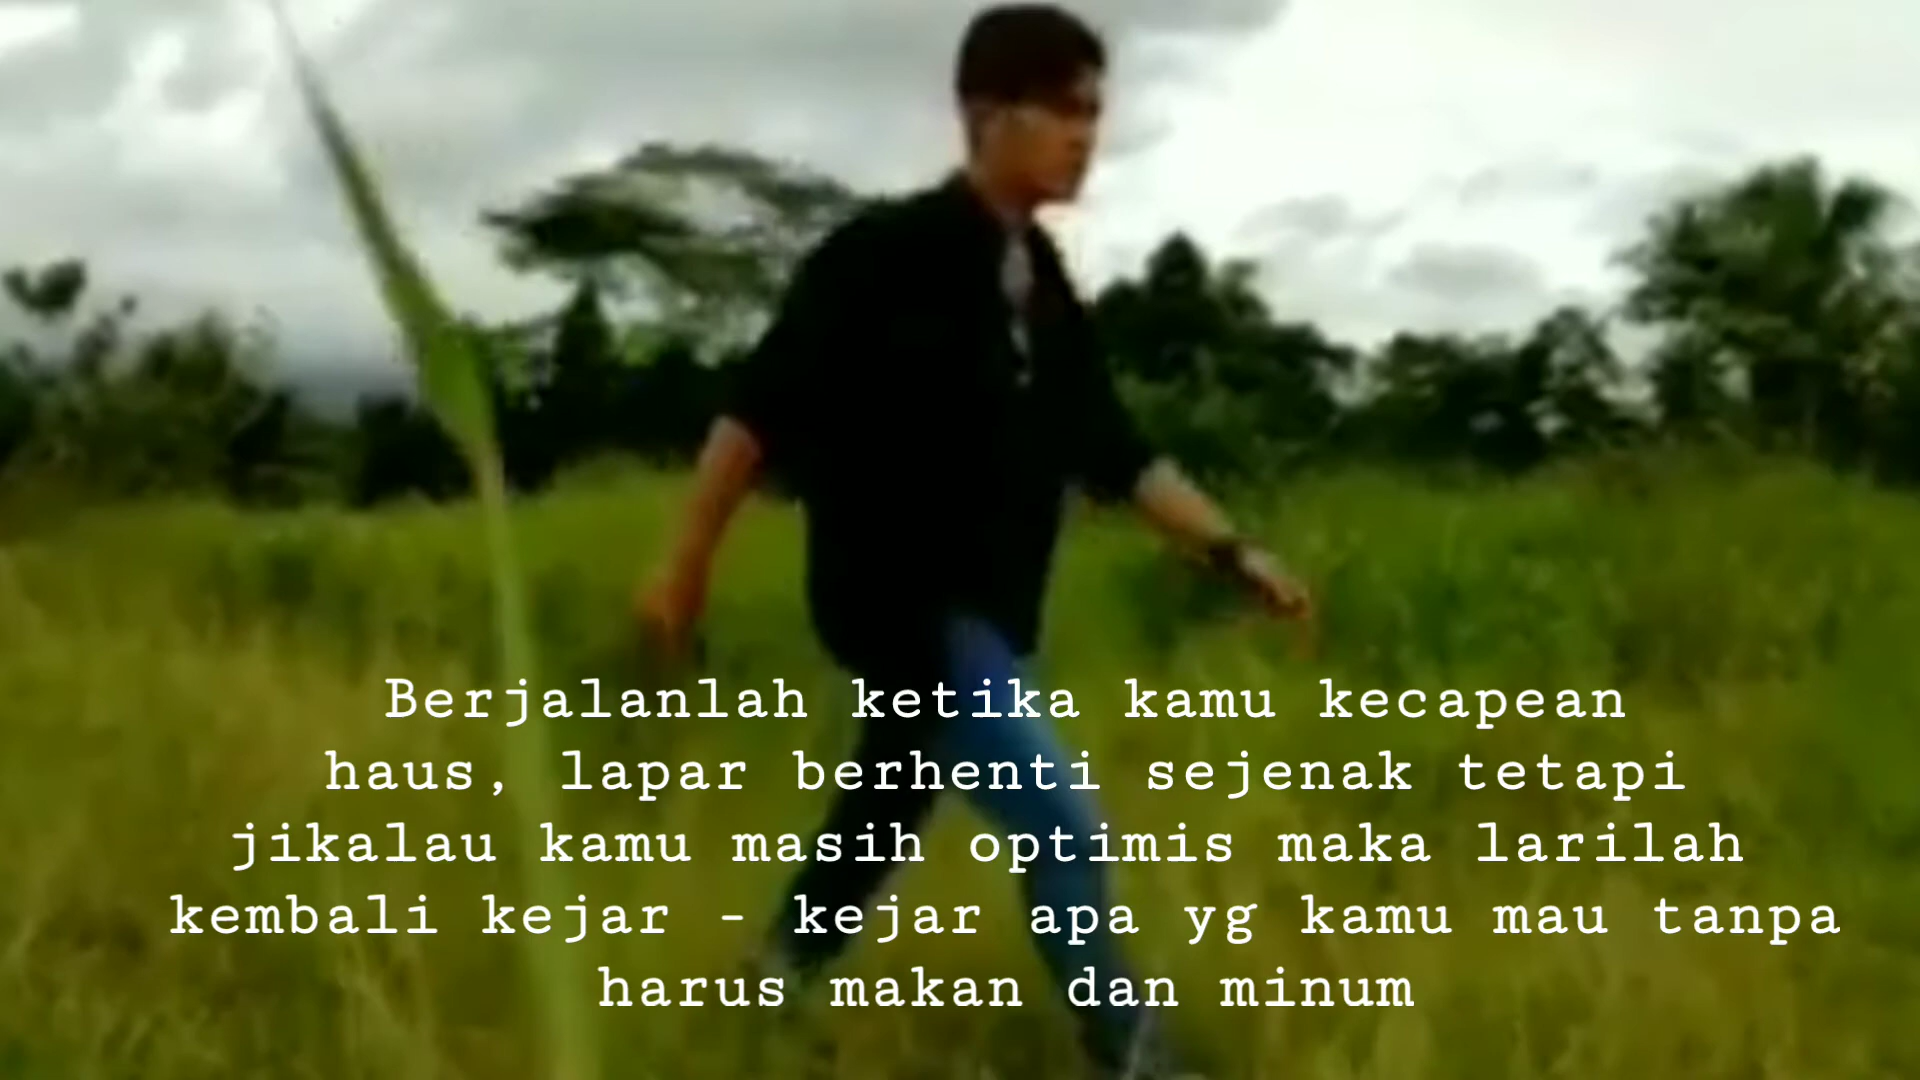 Berjalanlah ketika kamu kecapean
haus, lapar berhenti sejenak tetapi
jikalau kamu masih optimis maka larilah
kembali kejar - kejar apa yg kamu mau tanpa
harus makan dan minum